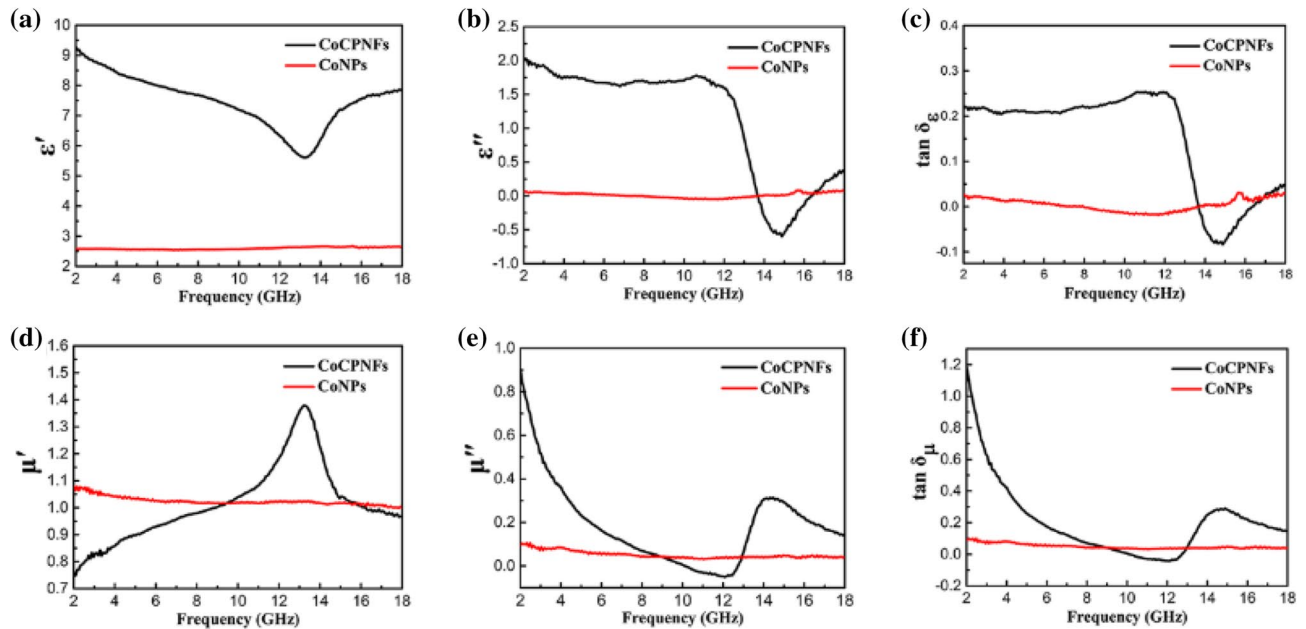 (a)
10
9
8
7
6
5
4
3
2
2 4 6 8 10 12 14 16 18
ε′
Frequency (GHz)
CoCPNFs
CoNPs
(b)
2.5
2.0
1.5
1.0
0.5
0.0
-0.5
-1.0
2 4 6 8 10 12 14 16 18
ε″
Frequency (GHz)
CoCPNFs
CoNPs
(c)
0.4
0.3
0.2
0.1
0.0
-0.1
2 4 6 8 10 12 14 16 18
tan δε
Frequency (GHz)
CoCPNFs
CoNPs
(d)
1.6
1.5
1.4
1.3
1.2
1.1
1.0
0.9
0.8
0.7
2 4 6 8 10 12 14 16 18
μ′
Frequency (GHz)
CoCPNFs
CoNPs
(e)
1.0
0.8
0.6
0.4
0.2
0.0
2 4 6 8 10 12 14 16 18
μ″
Frequency (GHz)
CoCPNFs
CoNPs
(f)
1.2
1.0
0.8
0.6
0.4
0.2
0.0
-0.2
2 4 6 8 10 12 14 16 18
tan δμ
Frequency (GHz)
CoCPNFs
CoNPs